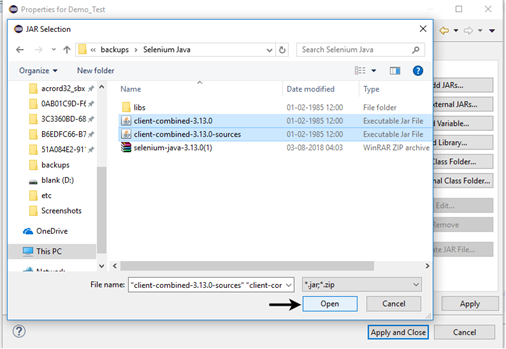 Properties for Demo_Test
JAR Selection
« backups > Selenium Java
Search Selenium Java
Organize
New folder
Name
Date modified
Type
acrord32_sbx
0AB01C9D-F6
3C3360BD-68
B6EDFC66-B7
51A084E2-91
backups
blank (D:)
etc
Screenshots
OneDrive
This PC
Network
libs
01-02-1985 12:00
File folder
client-combined-3.13.0
01-02-1985 12:00
Executable Jar File
client-combined-3.13.0-sources
01-02-1985 12:00
Executable Jar File
selenium-java-3.13.0(1)
03-08-2018 04:03
WinRAR ZIP archive
File name:
"client-combined-3.13.0-sources" "client-cor
*.jar;*.zip
Open
Cancel
dd JARs...
ternal JARs...
Variable...
d Library...
lass Folder...
nal Class Folder...
Edit...
Remove
te JAR File...
Apply
Apply and Close
Cancel